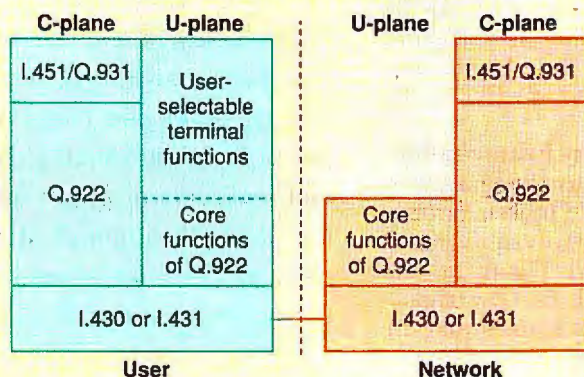 C-plane U-plane U-plane C-plane
I.451/Q.931
User-
selectable
terminal
functions
Q.922
Core
functions
of Q.922
I.430 or I.431
User
I.451/Q.931
Q.922
Core
functions
of Q.922
I.430 or I.431
Network